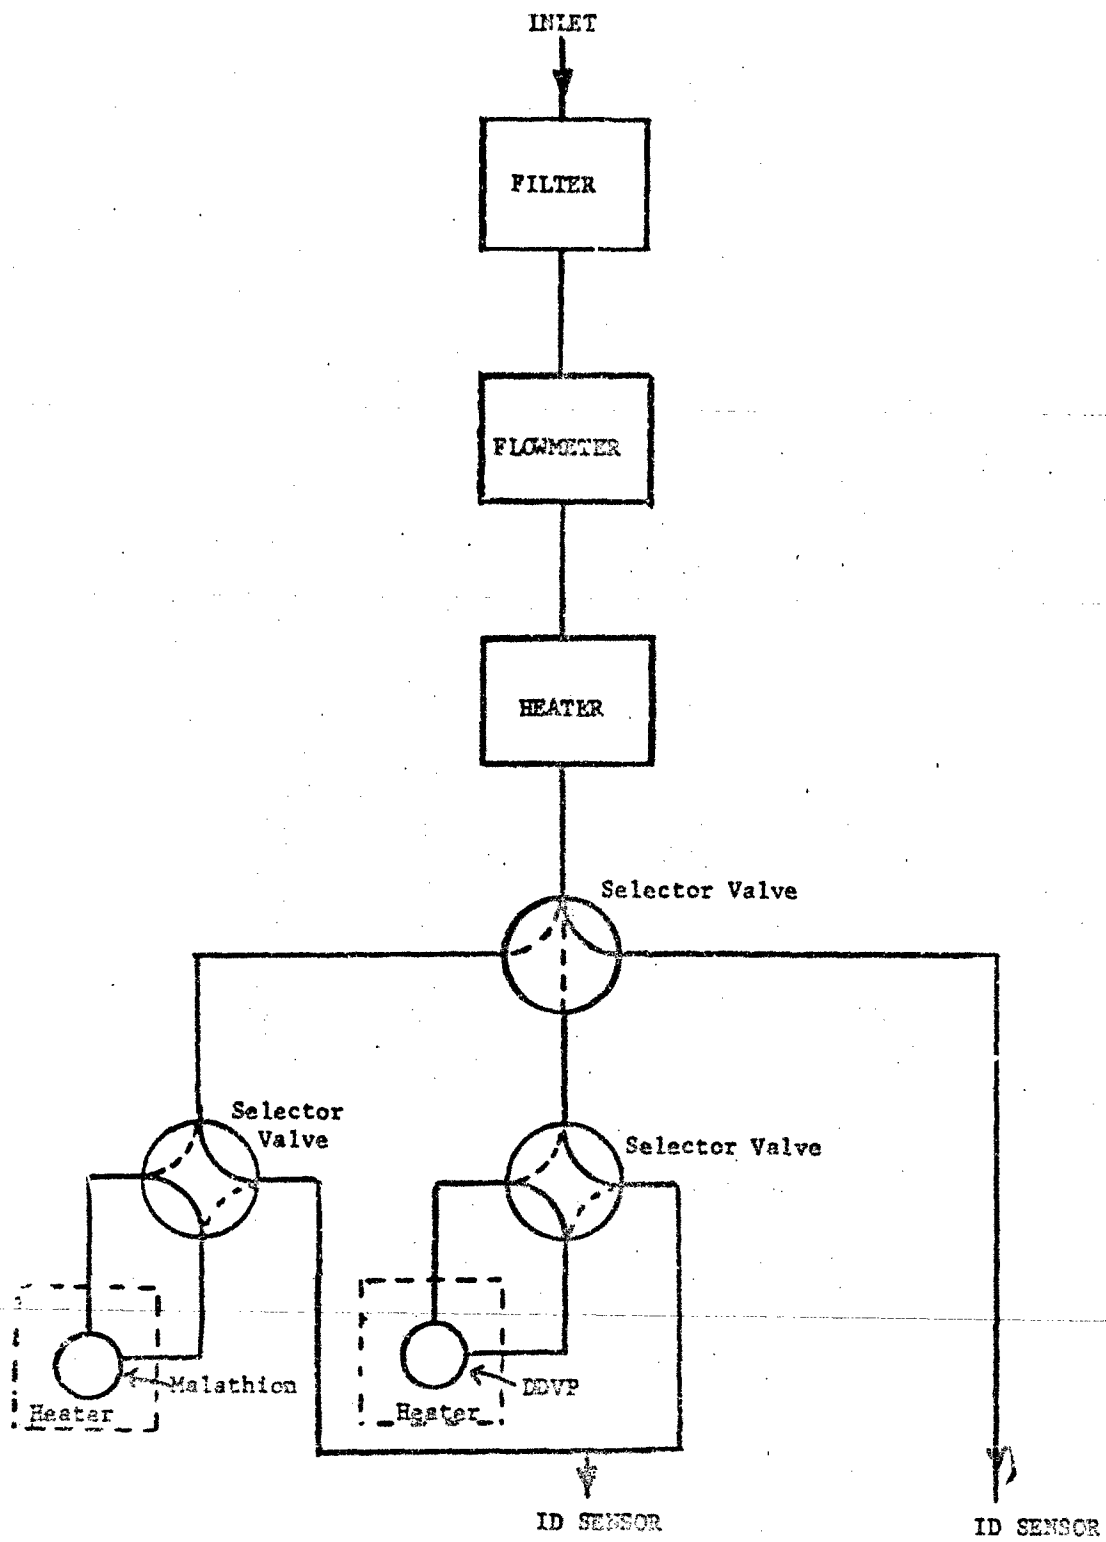 INLET
FILTER
FLOWMETER
HEATER
Selector Valve
Selector
Valve
Selector Valve
Malathion
Heater
DDVP
Heater
ID SENSOR
ID SENSOR